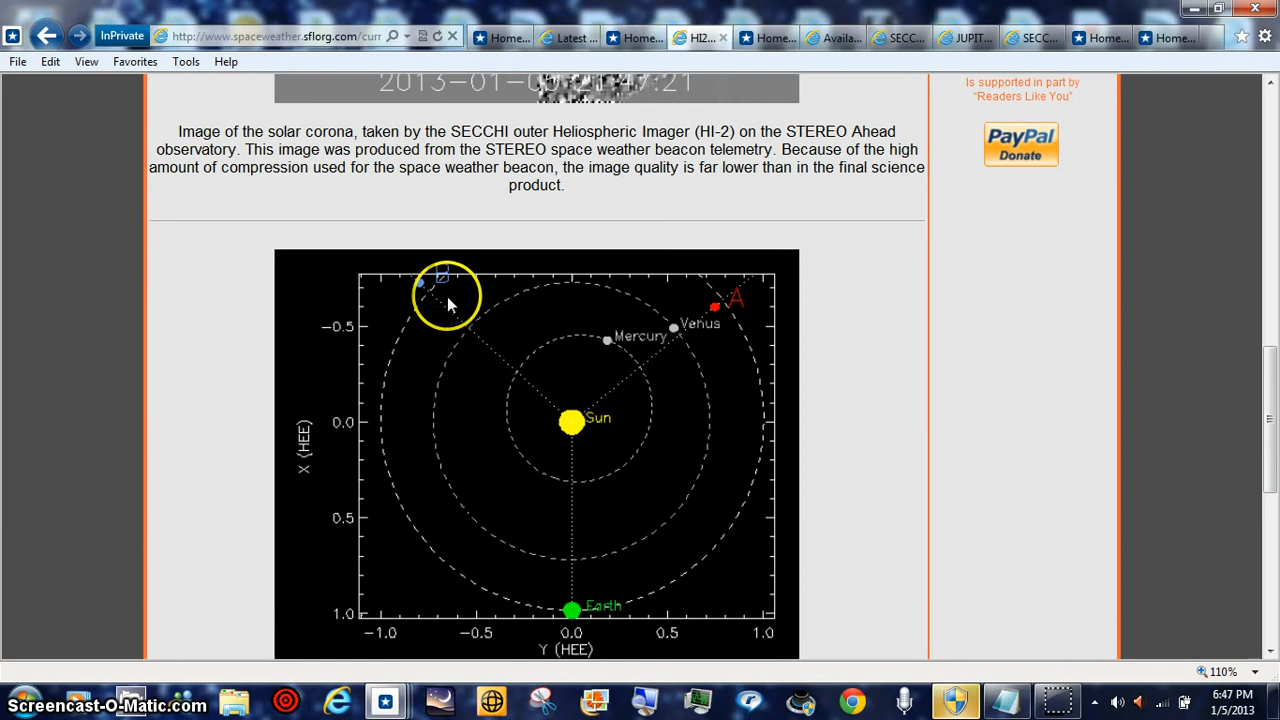 InPrivate
http://www.spaceweather.sflorg.com/curr
Home...
Latest ...
Home...
HI2...
Home...
Availa...
SECC...
JUPIT...
SECC...
Home...
Home...
File Edit View Favorites Tools Help
Is supported in part by
“Readers Like You”
PayPal
Donate
Image of the solar corona, taken by the SECCHI outer Heliospheric Imager (HI-2) on the STEREO Ahead
observatory. This image was produced from the STEREO space weather beacon telemetry. Because of the high
amount of compression used for the space weather beacon, the image quality is far lower than in the final science
product.
B
A
Venus
Mercury
Sun
Earth
-0.5
0.0
0.5
1.0
X (HEE)
-1.0 -0.5 0.0 0.5 1.0
Y (HEE)
110%
Screencast-O-Matic.com
6:47 PM
1/5/2013